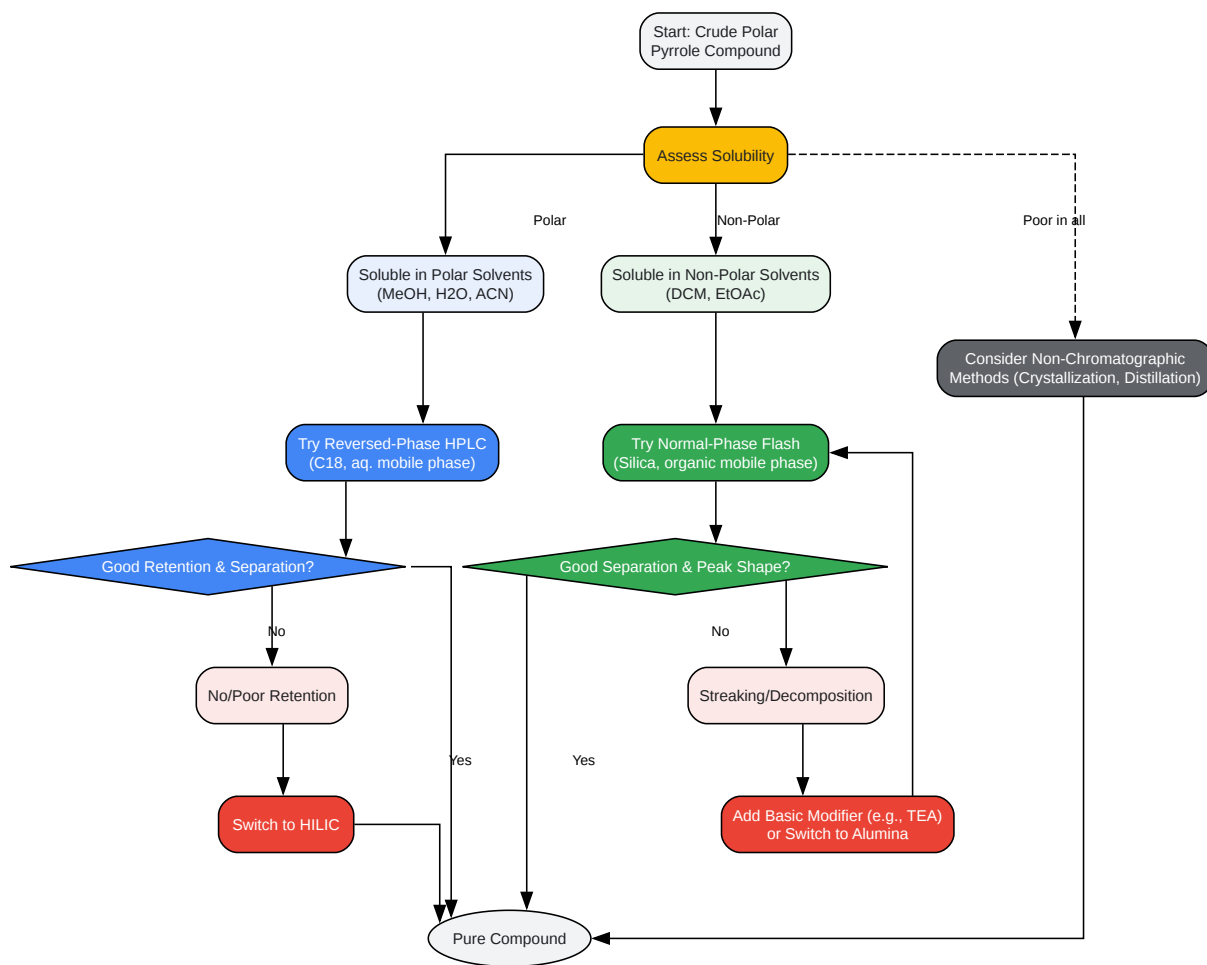 Start: Crude Polar
Pyrrole Compound
Assess Solubility
Polar
Non-Polar
Poor in all
Soluble in Polar Solvents
(MeOH, H2O, ACN)
Soluble in Non-Polar Solvents
(DCM, EtOAc)
Consider Non-Chromatographic
Methods (Crystallization, Distillation)
Try Reversed-Phase HPLC
(C18, aq. mobile phase)
Try Normal-Phase Flash
(Silica, organic mobile phase)
Good Retention & Separation?
Good Separation & Peak Shape?
No
No
No/Poor Retention
Streaking/Decomposition
Yes
Yes
Switch to HILIC
Add Basic Modifier (e.g., TEA)
or Switch to Alumina
Pure Compound